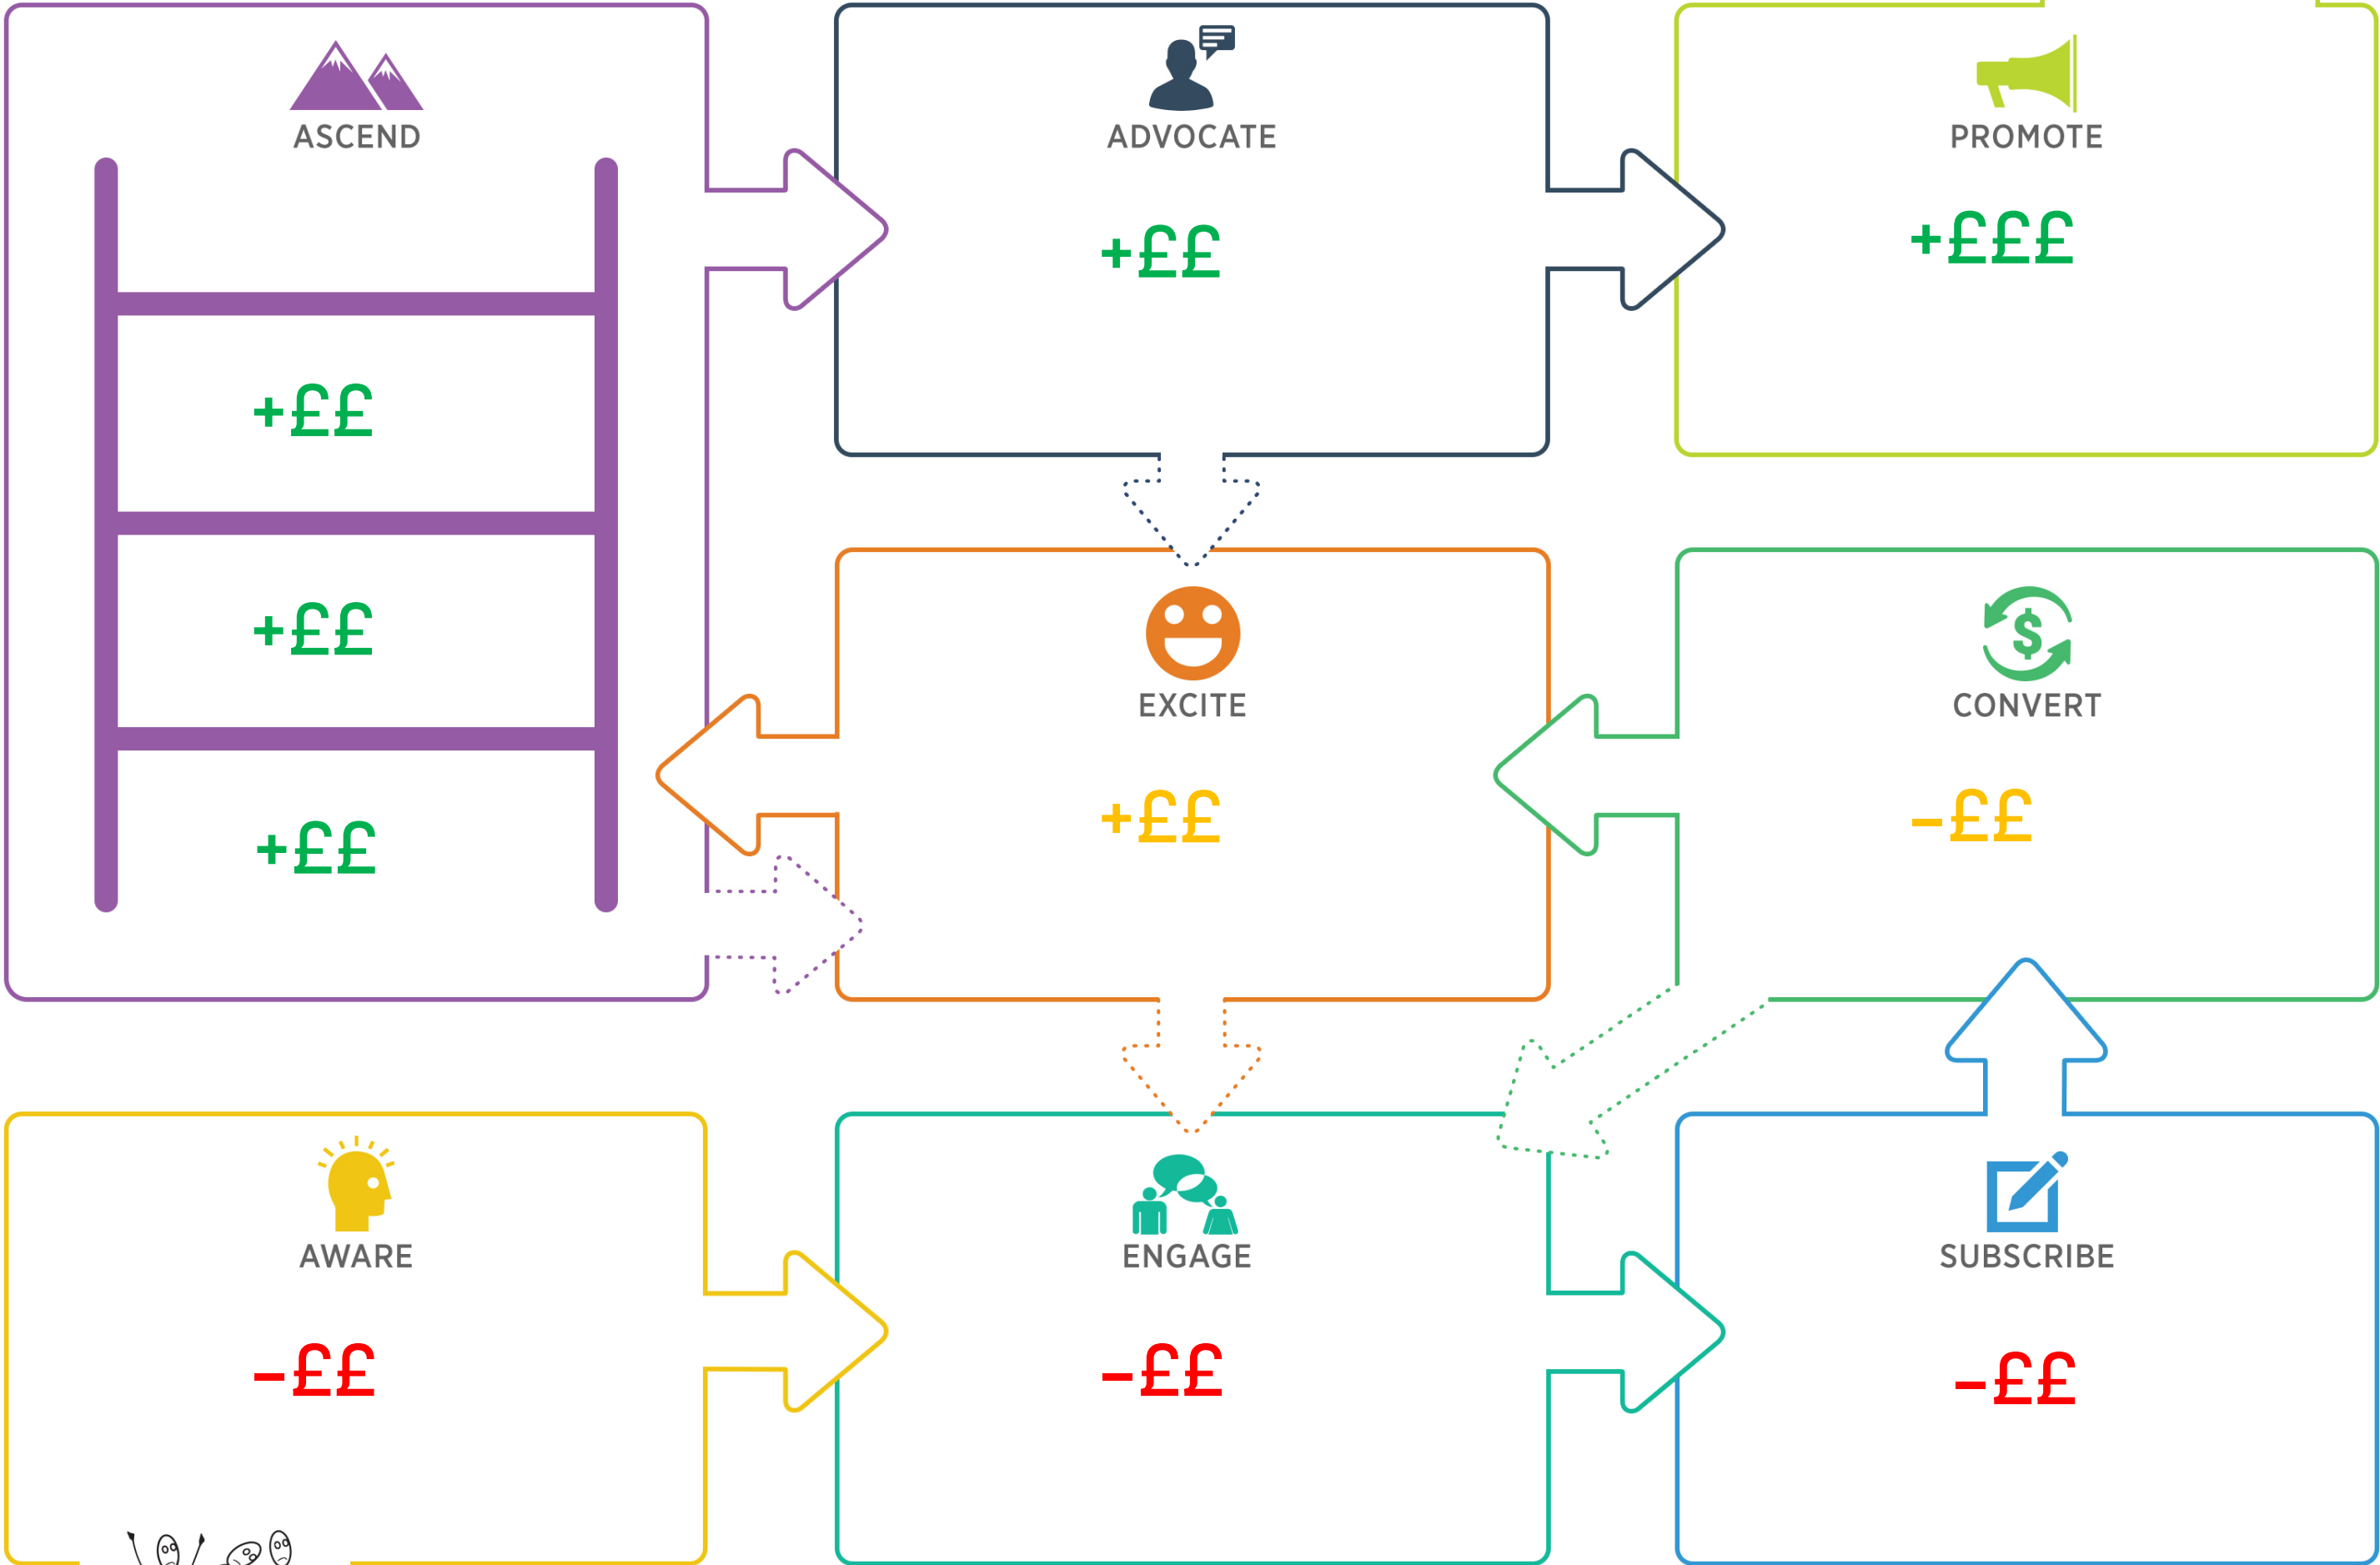 ASCEND
+££
+££
+££
ADVOCATE
+££
PROMOTE
+£££
EXCITE
+££
CONVERT
$
–££
AWARE
–££
ENGAGE
–££
SUBSCRIBE
–££